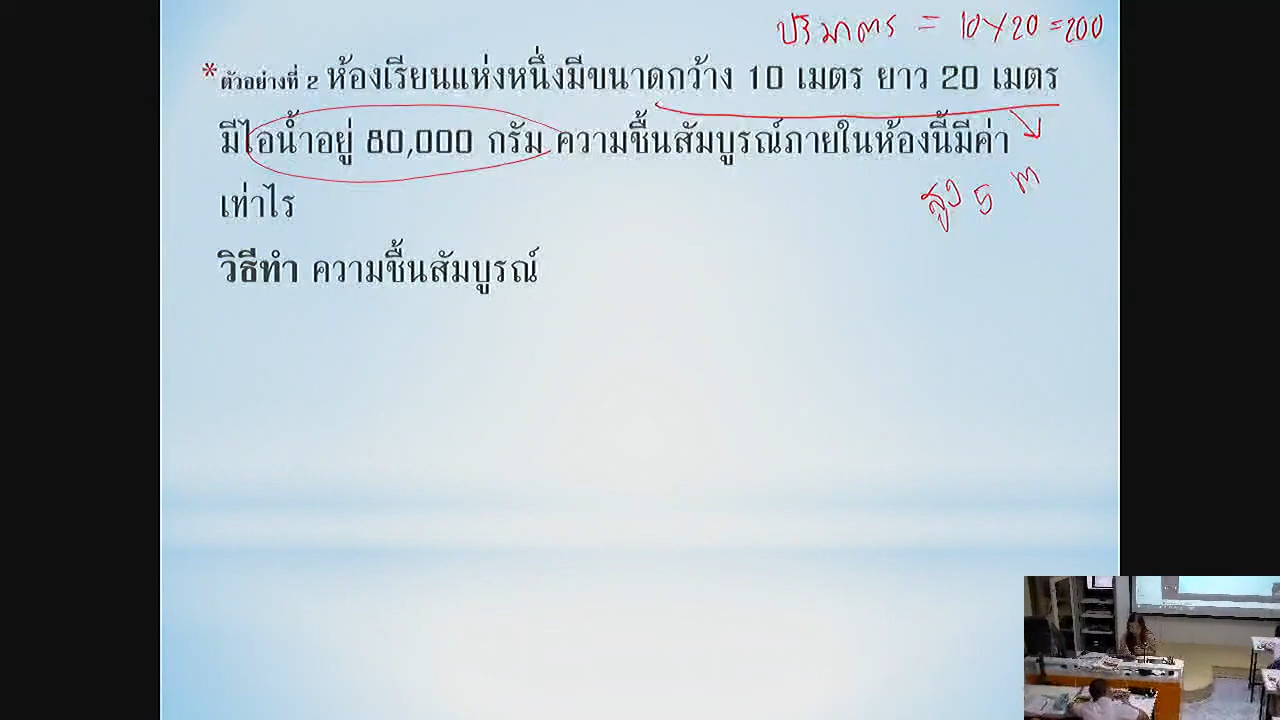 ปริมาตร = 10×20 =200
*ตัวอย่างที่ 2 ห้องเรียนแห่งหนึ่งมีขนาดกว้าง 10 เมตร ยาว 20 เมตร
มีไอน้ำอยู่ 80,000 กรัม ความชื้นสัมบูรณ์ภายในห้องนี้มีค่า
เท่าไร
สูง 5 m
วิธีทำ ความชื้นสัมบูรณ์